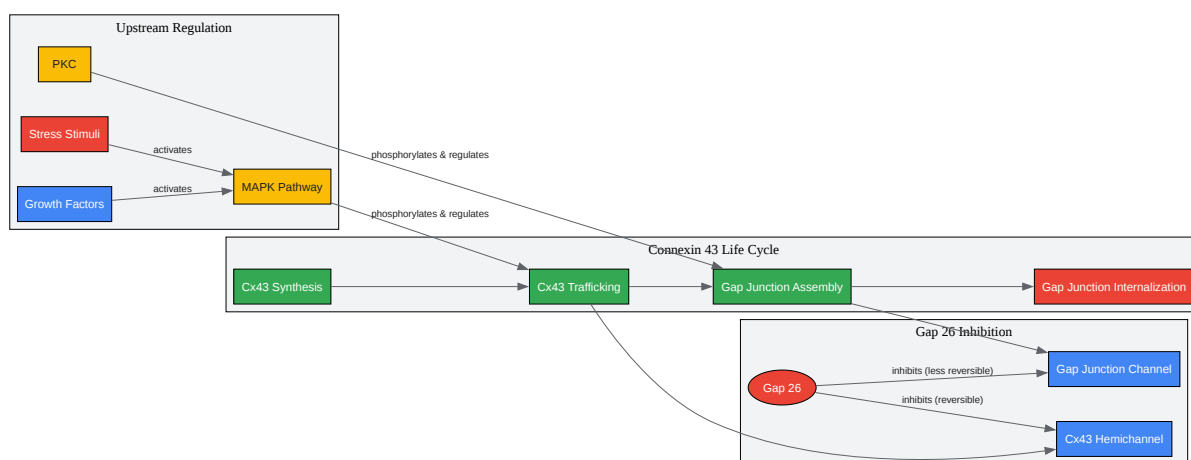 Upstream Regulation
PKC
Stress Stimuli
activates
phosphorylates & regulates
MAPK Pathway
activates
Growth Factors
phosphorylates & regulates
Connexin 43 Life Cycle
Cx43 Synthesis
Cx43 Trafficking
Gap Junction Assembly
Gap Junction Internalization
Gap 26 Inhibition
Gap 26
inhibits (less reversible)
Gap Junction Channel
inhibits (reversible)
Cx43 Hemichannel